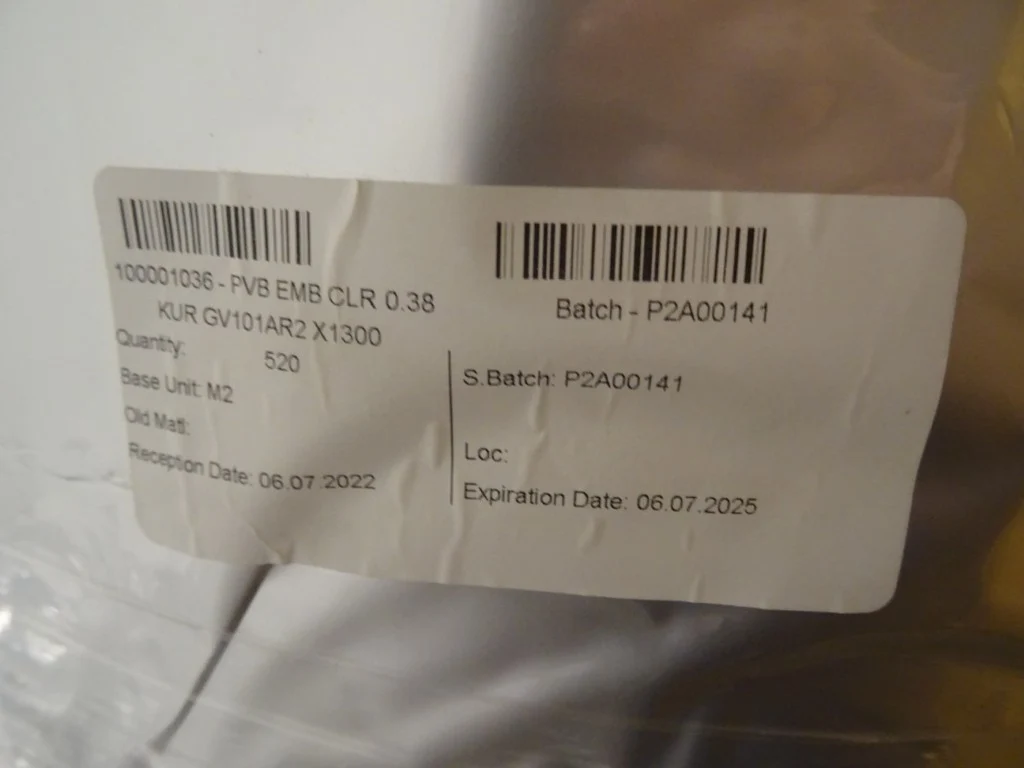 100001036 - PVB EMB CLR 0.38
KUR GV101AR2 X1300
Quantity: 520
Base Unit: M2
Old Matl:
Reception Date: 06.07.2022
Batch - P2A00141
S.Batch: P2A00141
Loc:
Expiration Date: 06.07.2025